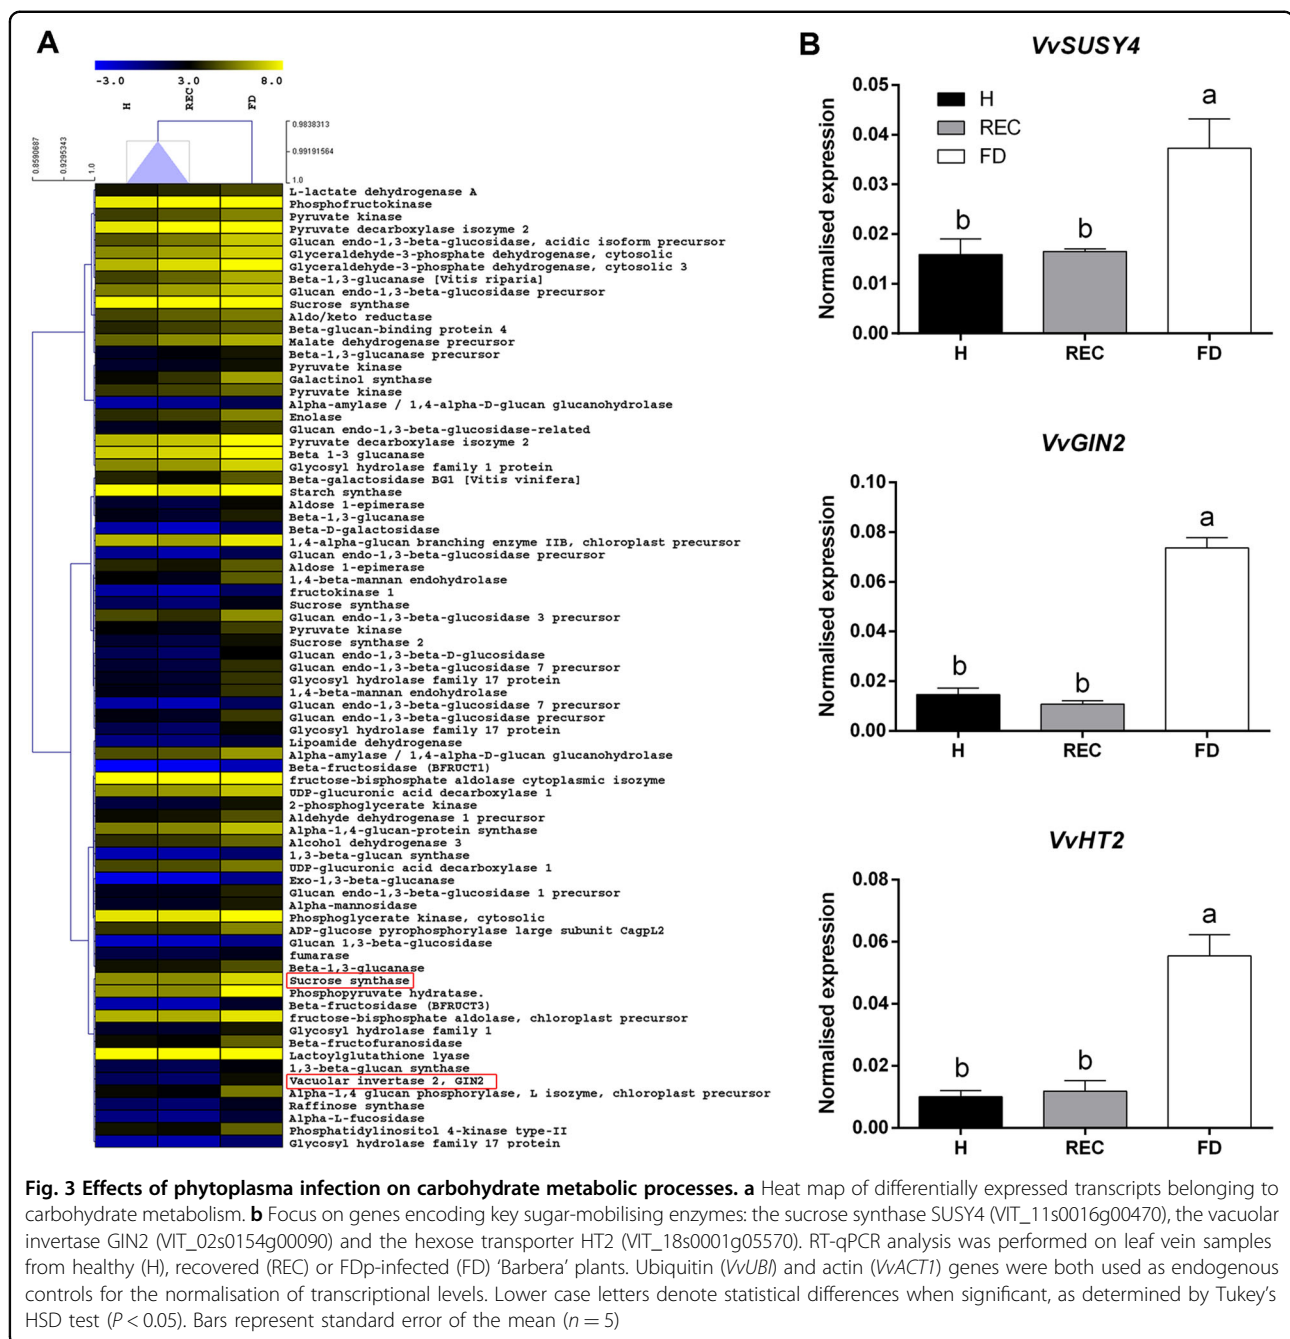 A
-3.0 3.0 8.0
H REC FD
0.8590687 0.9295343 1.0
0.9838313
0.99191564
1.0
L-lactate dehydrogenase A
Phosphofructokinase
Pyruvate kinase
Pyruvate decarboxylase isozyme 2
Glucan endo-1,3-beta-glucosidase, acidic isoform precursor
Glyceraldehyde-3-phosphate dehydrogenase, cytosolic
Glyceraldehyde-3-phosphate dehydrogenase, cytosolic 3
Beta-1,3-glucanase [Vitis riparia]
Glucan endo-1,3-beta-glucosidase precursor
Sucrose synthase
Aldo/keto reductase
Beta-glucan-binding protein 4
Malate dehydrogenase precursor
Beta-1,3-glucanase precursor
Pyruvate kinase
Galactinol synthase
Pyruvate kinase
Alpha-amylase / 1,4-alpha-D-glucan glucanohydrolase
Enolase
Glucan endo-1,3-beta-glucosidase-related
Pyruvate decarboxylase isozyme 2
Beta 1-3 glucanase
Glycosyl hydrolase family 1 protein
Beta-galactosidase BG1 [Vitis vinifera]
Starch synthase
Aldose 1-epimerase
Beta-1,3-glucanase
Beta-D-galactosidase
1,4-alpha-glucan branching enzyme IIB, chloroplast precursor
Glucan endo-1,3-beta-glucosidase precursor
Aldose 1-epimerase
1,4-beta-mannan endohydrolase
fructokinase 1
Sucrose synthase
Glucan endo-1,3-beta-glucosidase 3 precursor
Pyruvate kinase
Sucrose synthase 2
Glucan endo-1,3-beta-D-glucosidase
Glucan endo-1,3-beta-glucosidase 7 precursor
Glycosyl hydrolase family 17 protein
1,4-beta-mannan endohydrolase
Glucan endo-1,3-beta-glucosidase 7 precursor
Glucan endo-1,3-beta-glucosidase precursor
Glycosyl hydrolase family 17 protein
Lipoamide dehydrogenase
Alpha-amylase / 1,4-alpha-D-glucan glucanohydrolase
Beta-fructosidase (BFRUCT1)
fructose-bisphosphate aldolase cytoplasmic isozyme
UDP-glucuronic acid decarboxylase 1
2-phosphoglycerate kinase
Aldehyde dehydrogenase 1 precursor
Alpha-1,4-glucan-protein synthase
Alcohol dehydrogenase 3
1,3-beta-glucan synthase
UDP-glucuronic acid decarboxylase 1
Exo-1,3-beta-glucanase
Glucan endo-1,3-beta-glucosidase 1 precursor
Alpha-mannosidase
Phosphoglycerate kinase, cytosolic
ADP-glucose pyrophosphorylase large subunit CagpL2
Glucan 1,3-beta-glucosidase
fumarase
Beta-1,3-glucanase
Sucrose synthase
Phosphopyruvate hydratase.
Beta-fructosidase (BFRUCT3)
fructose-bisphosphate aldolase, chloroplast precursor
Glycosyl hydrolase family 1
Beta-fructofuranosidase
Lactoylglutathione lyase
1,3-beta-glucan synthase
Vacuolar invertase 2, GIN2
Alpha-1,4 glucan phosphorylase, L isozyme, chloroplast precursor
Raffinose synthase
Alpha-L-fucosidase
Phosphatidylinositol 4-kinase type-II
Glycosyl hydrolase family 17 protein
B
VvSUSY4
Normalised expression
0.05
0.04
0.03
0.02
0.01
0.00
H
REC
FD
b b a
H REC FD
VvGIN2
Normalised expression
0.10
0.08
0.06
0.04
0.02
0.00
b b a
H REC FD
VvHT2
Normalised expression
0.08
0.06
0.04
0.02
0.00
b b a
H REC FD
Fig. 3 Effects of phytoplasma infection on carbohydrate metabolic processes. a Heat map of differentially expressed transcripts belonging to
carbohydrate metabolism. b Focus on genes encoding key sugar-mobilising enzymes: the sucrose synthase SUSY4 (VIT_11s0016g00470), the vacuolar
invertase GIN2 (VIT_02s0154g00090) and the hexose transporter HT2 (VIT_18s0001g05570). RT-qPCR analysis was performed on leaf vein samples
from healthy (H), recovered (REC) or FDp-infected (FD) ‘Barbera’ plants. Ubiquitin (VvUBI) and actin (VvACT1) genes were both used as endogenous
controls for the normalisation of transcriptional levels. Lower case letters denote statistical differences when significant, as determined by Tukey’s
HSD test (P < 0.05). Bars represent standard error of the mean (n = 5)